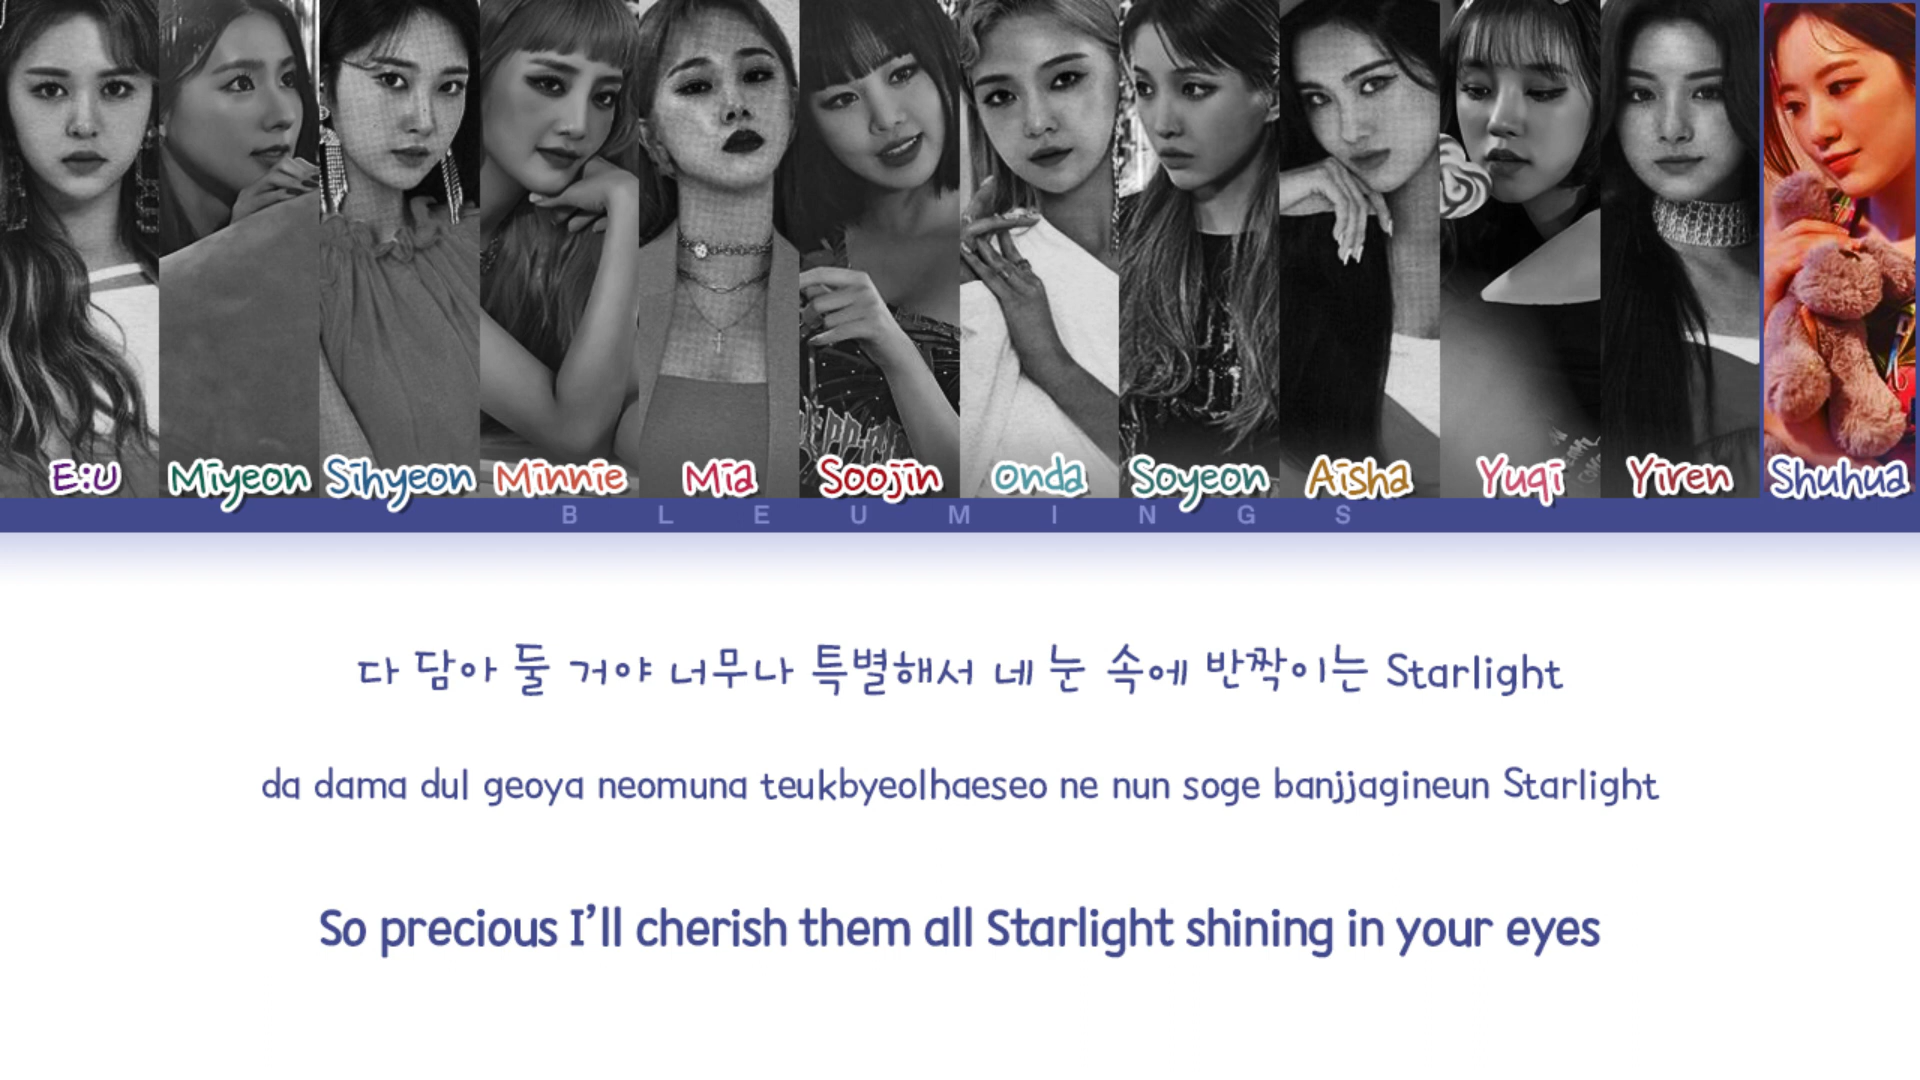 E:U Miyeon Sihyeon Minnie Mia Soojin Onda Soyeon Aisha Yuqi Yiren Shuhua
BLEUMINGS
다 담아 둘 거야 너무나 특별해서 네 눈 속에 반짝이는 Starlight
da dama dul geoya neomuna teukbyeolhaeseo ne nun soge banjjagineun Starlight
So precious I’ll cherish them all Starlight shining in your eyes